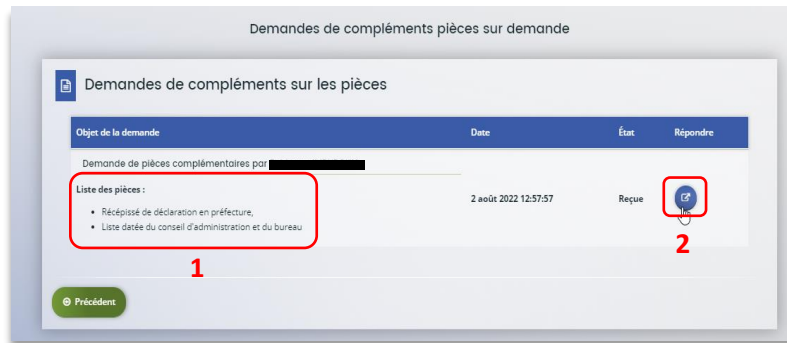 Demandes de compléments pièces sur demande
Demandes de compléments sur les pièces
Objet de la demande Date État Répondre
Demande de pièces complémentaires par
Liste des pièces :
2 août 2022 12:57:57 Reçue
• Récépissé de déclaration en préfecture,
• Liste datée du conseil d'administration et du bureau
1
2
Précédent